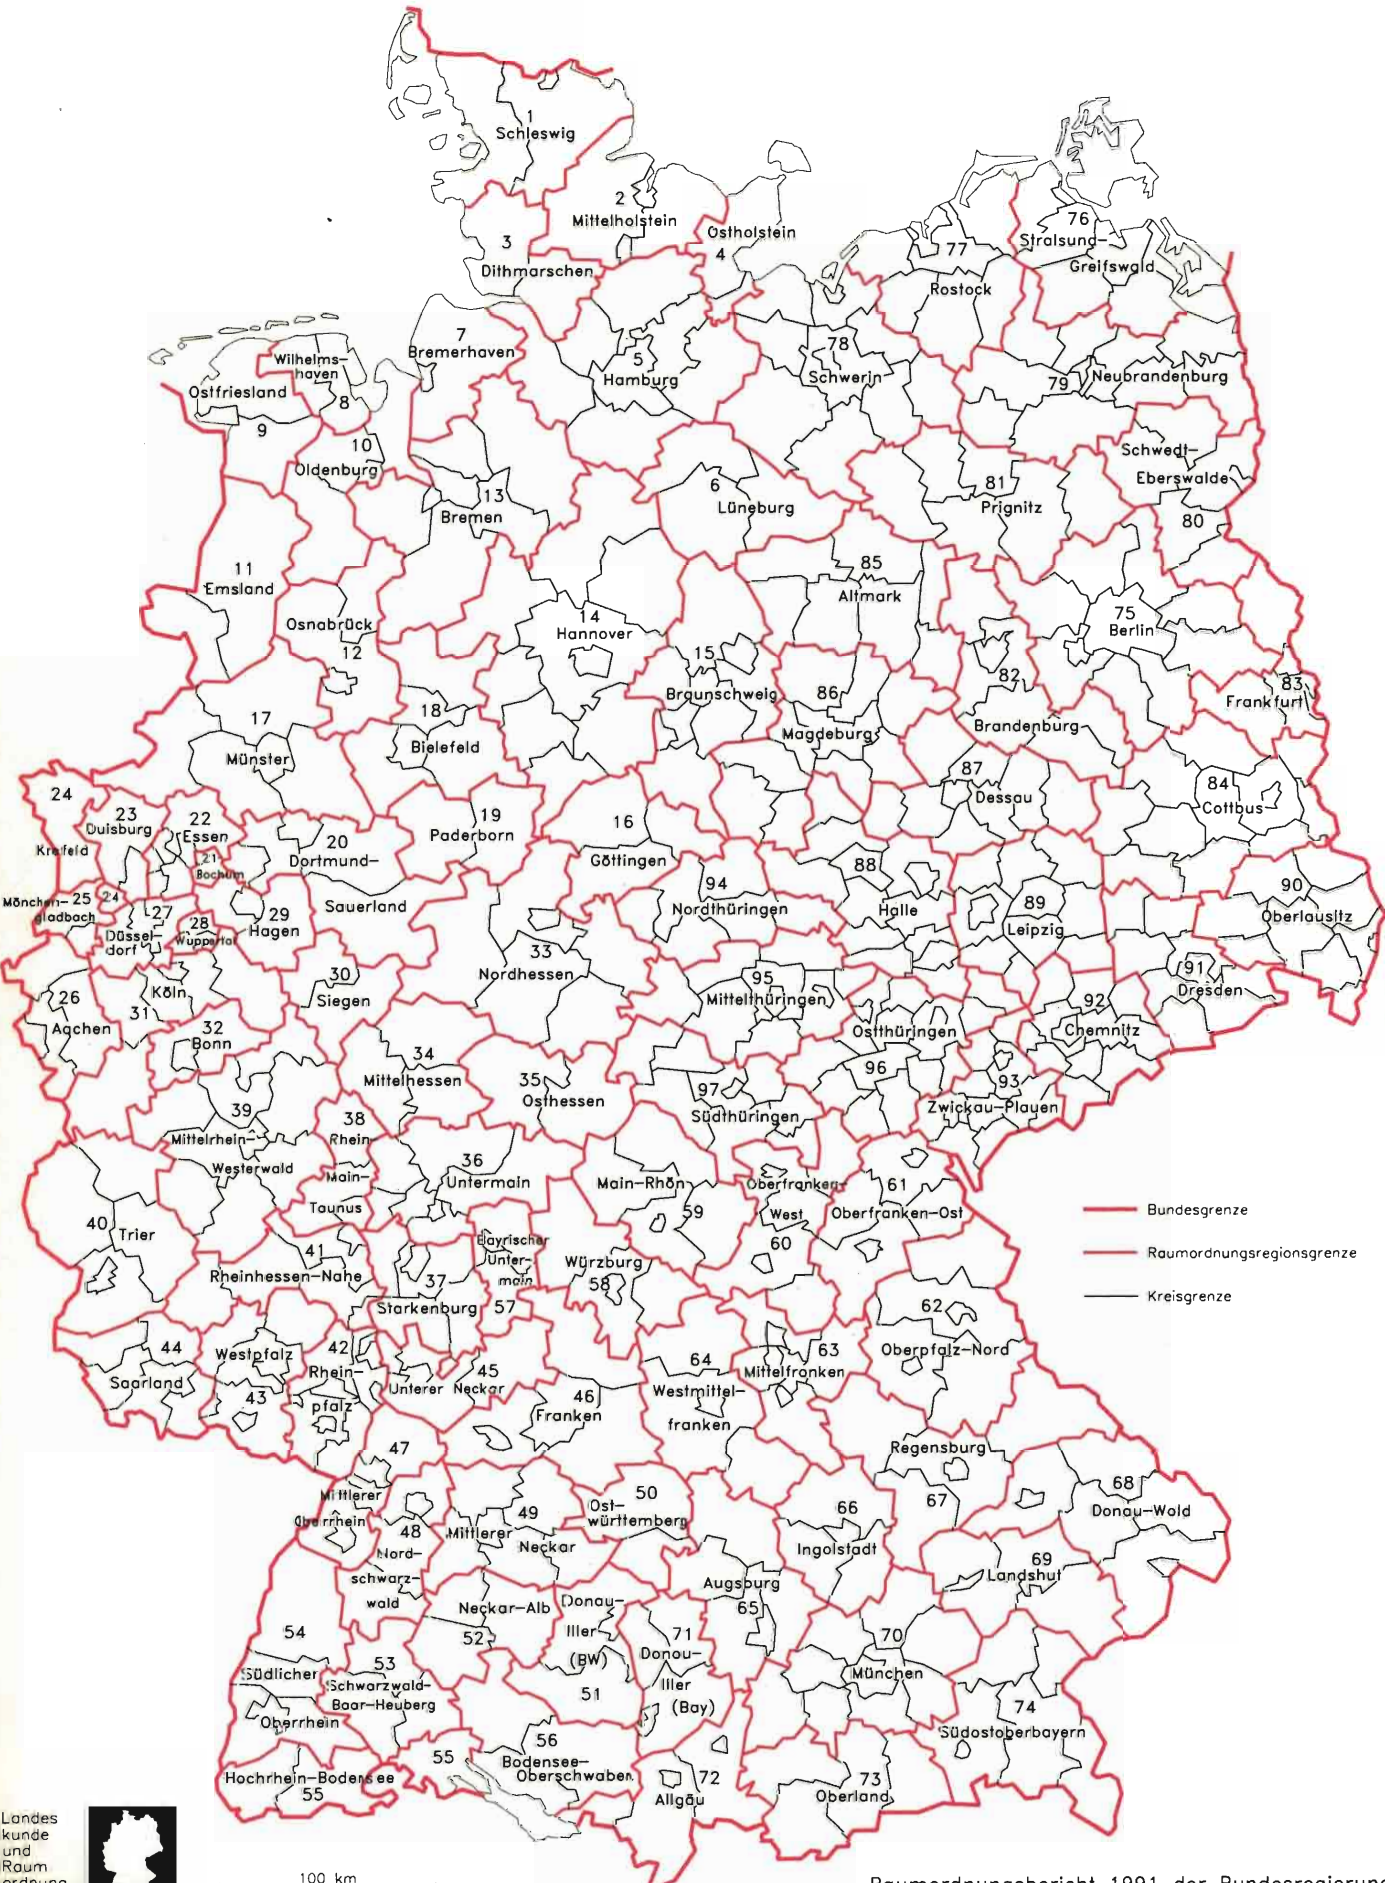 1
Schleswig
2
Mittelholstein
3
Dithmarschen
Ostholstein
4
76
Stralsund-
Greifswald
77
Rostock
7
Bremerhaven
5
Hamburg
78
Schwerin
79
Neubrandenburg
Wilhelms-
haven
8
Ostfriesland
9
10
Oldenburg
13
Bremen
6
Lüneburg
81
Prignitz
Schwedt-
Eberswalde
80
11
Emsland
Osnabrück
12
14
Hannover
85
Altmark
75
Berlin
15
Braunschweig
86
Magdeburg
82
Brandenburg
83
Frankfurt
17
Münster
18
Bielefeld
87
Dessau
84
Cottbus
24
Krefeld
23
Duisburg
22
Essen
21
Bochum
20
Dortmund-
Sauerland
19
Paderborn
16
Göttingen
88
Halle
89
Leipzig
90
Oberlausitz
Mönchen-
gladbach
25
24
27
Düssel-
dorf
28
Wuppertal
29
Hagen
94
Nordthüringen
33
Nordhessen
95
Mittelthüringen
91
Dresden
26
Aachen
Köln
31
32
Bonn
30
Siegen
Ostthüringen
96
92
Chemnitz
93
Zwickau-Plauen
34
Mittelhessen
35
Osthessen
97
Südthüringen
39
Mittelrhein-
Westerwald
38
Rhein-
Main-
Taunus
36
Untermain
Main-Rhön
59
Oberfranken-
West
60
61
Oberfranken-Ost
40
Trier
41
Rheinhessen-Nahe
37
Starkenburg
Bayrischer
Unter-
main
57
Würzburg
58
62
Oberpfalz-Nord
44
Saarland
Westpfalz
43
42
Rhein-
pfalz
Unterer
45
Neckar
46
Franken
64
Westmittel-
franken
63
Mittelfranken
47
Mittlerer
Oberrhein
48
Nord-
schwarz-
wald
49
Mittlerer
Neckar
50
Ost-
württemberg
66
Ingolstadt
Regensburg
67
68
Donau-Wald
69
Landshut
Augsburg
65
Neckar-Alb
52
Donau-
Iller
(BW)
51
71
Donau-
Iller
(Bay)
70
München
54
Südlicher
Oberrhein
53
Schwarzwald-
Baar-Heuberg
74
Südostoberbayern
55
Hochrhein-Bodensee
55
56
Bodensee-
Oberschwaben
72
Allgäu
73
Oberland
Bundesgrenze
Raumordnungsregionsgrenze
Kreisgrenze
Landes
kunde
und
Raum
ordnung
100 km
Raumordnungsbericht 1991 der Bundesregierun